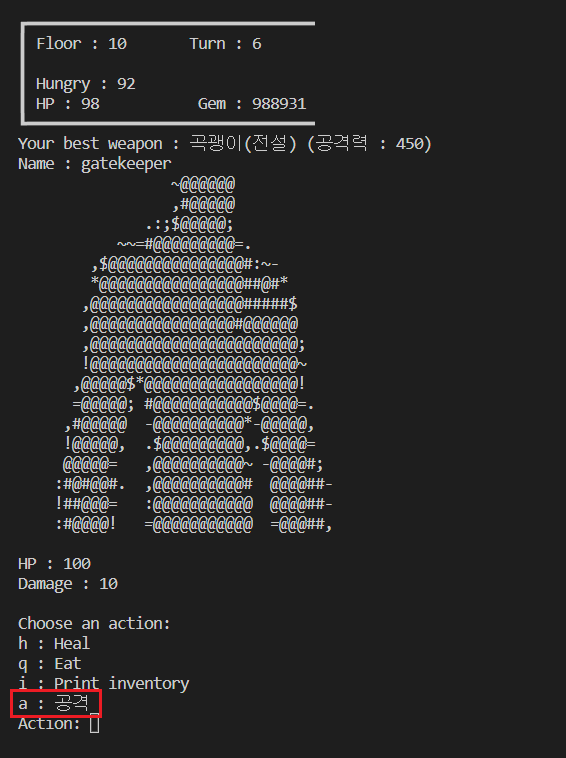 Floor : 10 Turn : 6
Hungry : 92
HP : 98 Gem : 988931
Your best weapon : 곡괭이(전설) (공격력 : 450)
Name : gatekeeper
HP : 100
Damage : 10
Choose an action:
h : Heal
q : Eat
i : Print inventory
a : 공격
Action: